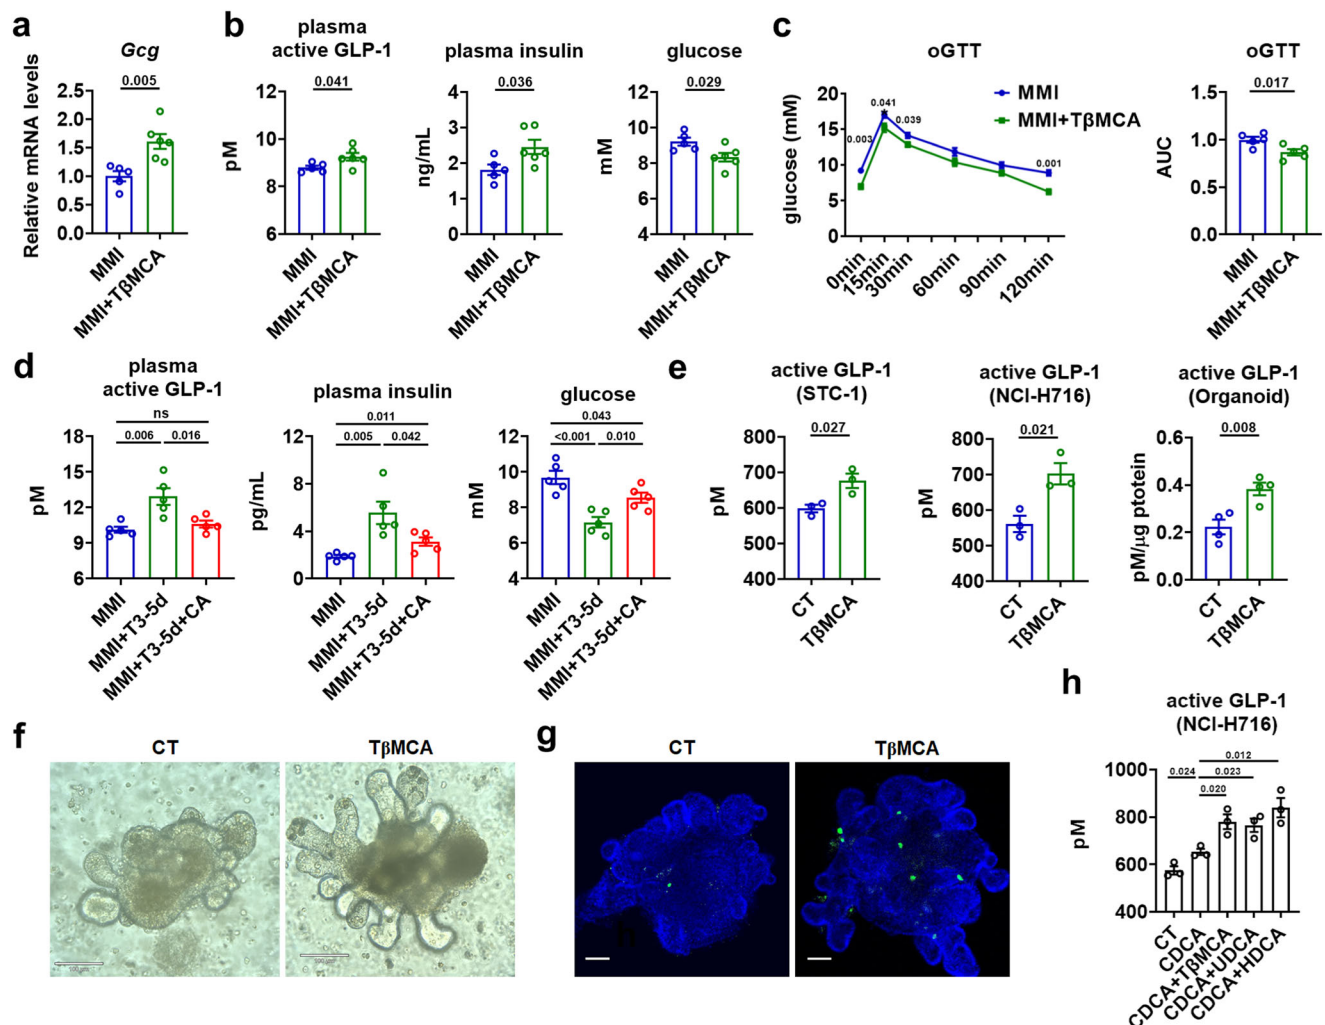 a
Gcg
Relative mRNA levels
2.5
2.0
1.5
1.0
0.5
0.0
0.005
MMI
MMI+TβMCA
b
plasma
active GLP-1
pM
12
10
8
6
0.041
MMI
MMI+TβMCA
plasma insulin
ng/mL
4
3
2
1
0
0.036
MMI
MMI+TβMCA
glucose
mM
12
10
8
6
4
0.029
MMI
MMI+TβMCA
c
oGTT
glucose (mM)
20
15
10
5
0
0.003
0.041
0.039
0.001
MMI
MMI+TβMCA
0min
15min
30min
60min
90min
120min
oGTT
AUC
1.5
1.0
0.5
0.0
0.017
MMI
MMI+TβMCA
d
plasma
active GLP-1
pM
18
15
12
9
6
ns
0.006
0.016
MMI
MMI+T3-5d
MMI+T3-5d+CA
plasma insulin
pg/mL
12
8
4
0
0.011
0.005
0.042
MMI
MMI+T3-5d
MMI+T3-5d+CA
glucose
mM
12
10
8
6
4
0.043
<0.001
0.010
MMI
MMI+T3-5d
MMI+T3-5d+CA
e
active GLP-1
(STC-1)
pM
800
700
600
500
400
0.027
CT
TβMCA
active GLP-1
(NCI-H716)
pM
800
700
600
500
400
0.021
CT
TβMCA
active GLP-1
(Organoid)
pM/μg ptotein
0.6
0.4
0.2
0.0
0.008
CT
TβMCA
f
CT
TβMCA
g
CT
TβMCA
h
active GLP-1
(NCI-H716)
pM
1000
800
600
400
0.012
0.024
0.023
0.020
CT
CDCA
CDCA+TβMCA
CDCA+UDCA
CDCA+HDCA